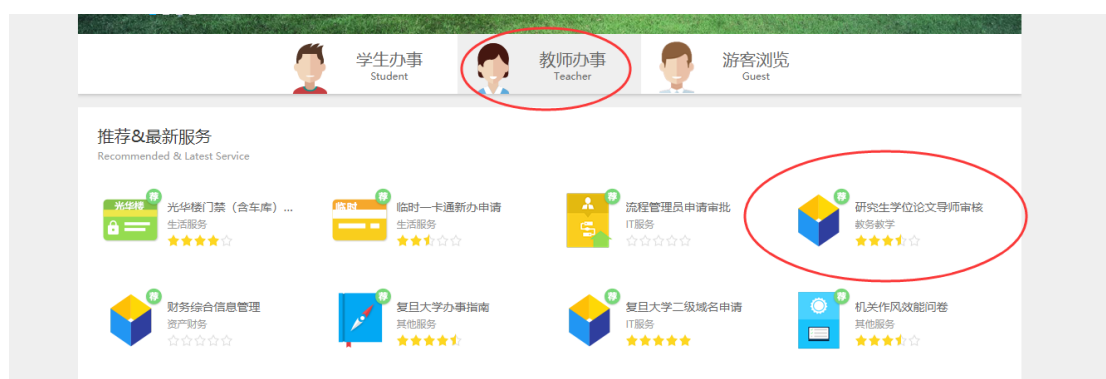 学生办事
Student
教师办事
Teacher
游客浏览
Guest
推荐&最新服务
Recommended & Latest Service
光华楼
荐
光华楼门禁（含车库）...
生活服务
临时
荐
临时一卡通新办申请
生活服务
荐
流程管理员申请审批
IT服务
荐
研究生学位论文导师审核
教务教学
荐
财务综合信息管理
资产财务
荐
复旦大学办事指南
其他服务
荐
复旦大学二级域名申请
IT服务
荐
机关作风效能问卷
其他服务